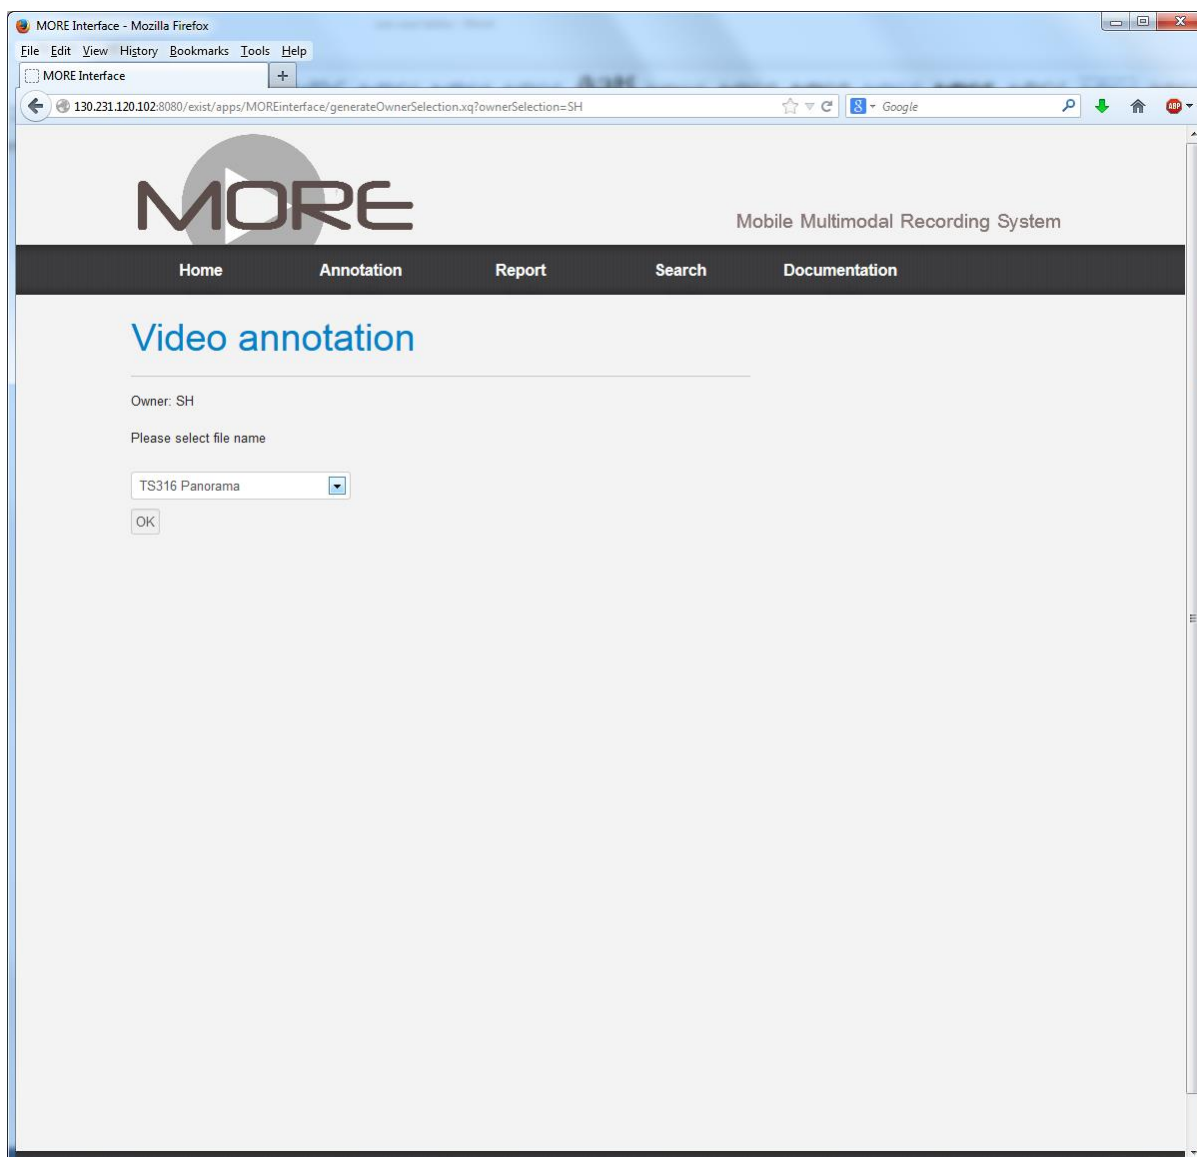 MORE Interface - Mozilla Firefox
File Edit View History Bookmarks Tools Help
MORE Interface +
130.231.120.102:8080/exist/apps/MOREinterface/generateOwnerSelection.xq?ownerSelection=SH 8 Google ABP
MORE
Mobile Multimodal Recording System
Home Annotation Report Search Documentation
Video annotation
Owner: SH
Please select file name
TS316 Panorama
OK